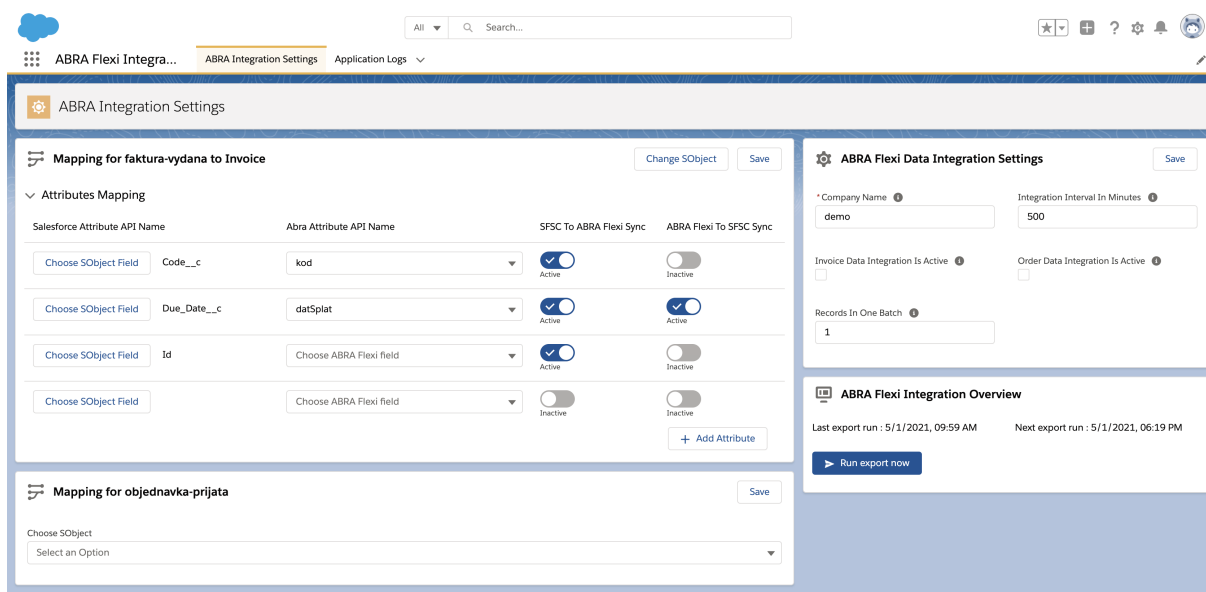 All
Search...
ABRA Flexi Integra...
ABRA Integration Settings
Application Logs
ABRA Integration Settings
Mapping for faktura-vydana to Invoice
Change SObject
Save
Attributes Mapping
Salesforce Attribute API Name
Abra Attribute API Name
SFSC To ABRA Flexi Sync
ABRA Flexi To SFSC Sync
Choose SObject Field
Code__c
kod
Active
Inactive
Choose SObject Field
Due_Date__c
datSplat
Active
Active
Choose SObject Field
Id
Choose ABRA Flexi field
Active
Inactive
Choose SObject Field
Choose ABRA Flexi field
Inactive
Inactive
+ Add Attribute
Mapping for objednavka-prijata
Save
Choose SObject
Select an Option
ABRA Flexi Data Integration Settings
Save
*Company Name
Integration Interval In Minutes
demo
500
Invoice Data Integration Is Active
Order Data Integration Is Active
Records In One Batch
1
ABRA Flexi Integration Overview
Last export run : 5/1/2021, 09:59 AM
Next export run : 5/1/2021, 06:19 PM
Run export now